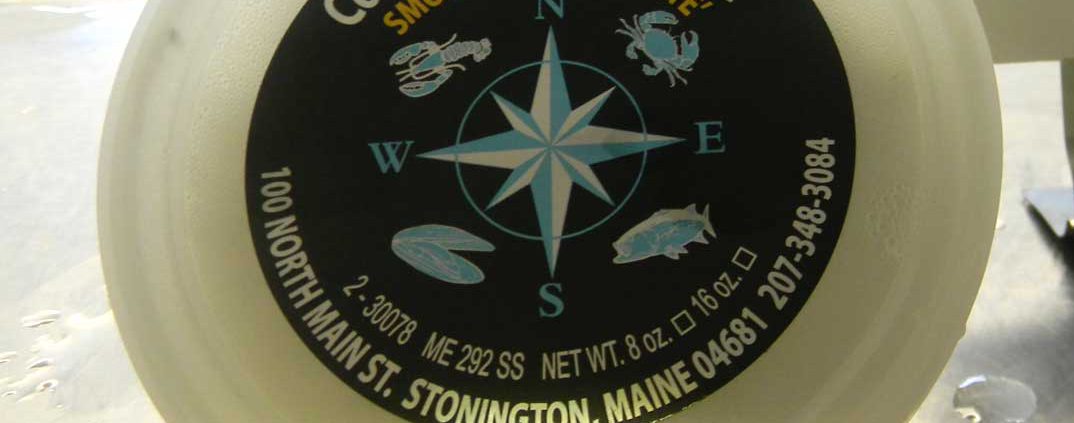 N
W
E
S
2 - 30078 ME 292 SS NET WT. 8 oz. □ 16 oz. □
100 NORTH MAIN ST. STONINGTON, MAINE 04681 207-348-3084